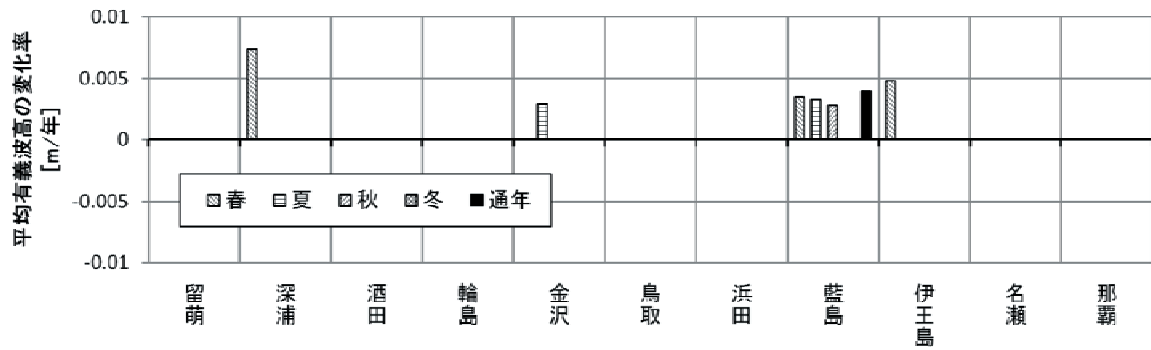 平均有義波高の変化率
[m/年]
0.01
0.005
0
-0.005
-0.01
春 夏 秋 冬 通年
留萌
深浦
酒田
輪島
金沢
鳥取
浜田
藍島
伊王島
名瀬
那覇